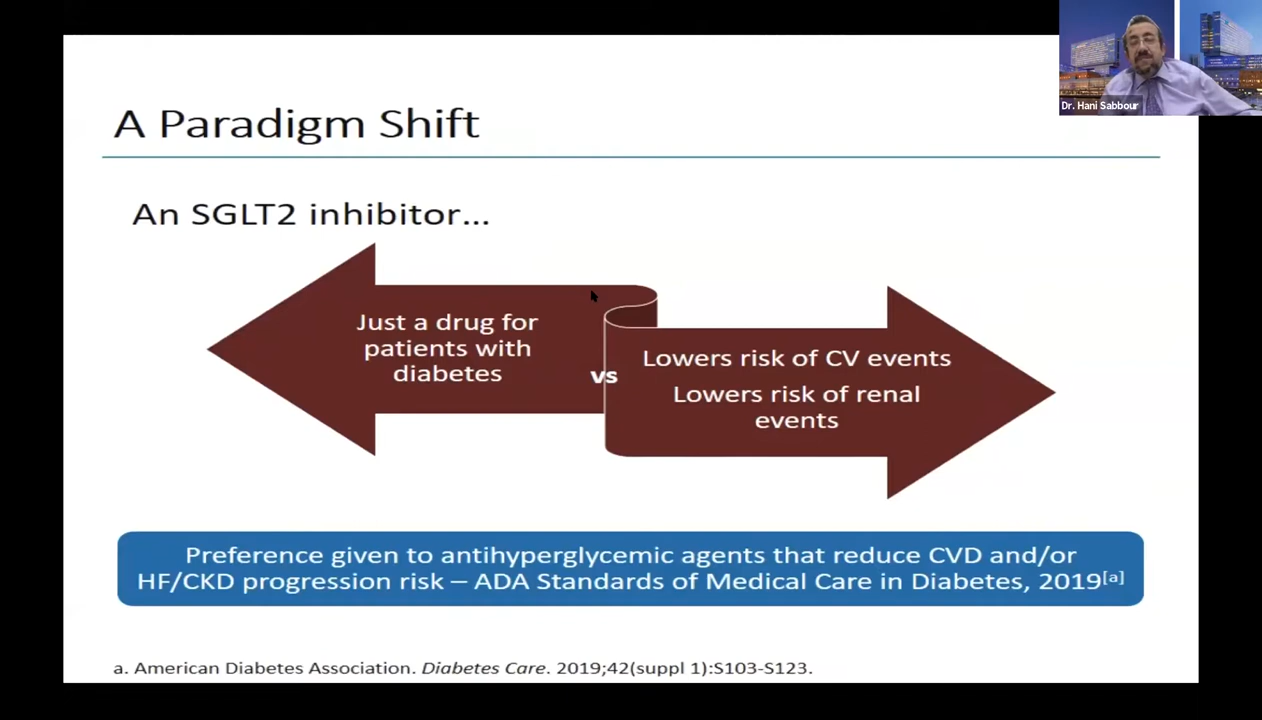 Dr. Hani Sabbour
A Paradigm Shift
An SGLT2 inhibitor...
Just a drug for
patients with
diabetes
vs
Lowers risk of CV events
Lowers risk of renal
events
Preference given to antihyperglycemic agents that reduce CVD and/or
HF/CKD progression risk – ADA Standards of Medical Care in Diabetes, 2019[a]
a. American Diabetes Association. Diabetes Care. 2019;42(suppl 1):S103-S123.